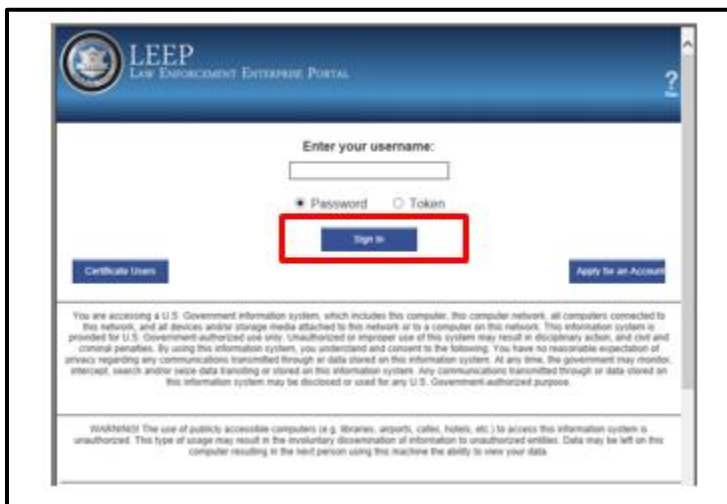 LEEP
LAW ENFORCEMENT ENTERPRISE PORTAL
?
Enter your username:
Password Token
Sign In
Certificate Users Apply for an Account
You are accessing a U.S. Government information system, which includes this computer, this computer network, all computers connected to
this network, and all devices and/or storage media attached to this network or to a computer on this network. This information system is
provided for U.S. Government-authorized use only. Unauthorized or improper use of this system may result in disciplinary action, and civil and
criminal penalties. By using this information system, you understand and consent to the following: You have no reasonable expectation of
privacy regarding any communications transmitted through or data stored on this information system. At any time, the government may monitor,
intercept, search and/or seize data transiting or stored on this information system. Any communications transmitted through or data stored on
this information system may be disclosed or used for any U.S. Government-authorized purpose.
WARNING! The use of publicly accessible computers (e.g. libraries, airports, cafes, hotels, etc.) to access this information system is
unauthorized. This type of usage may result in the involuntary dissemination of information to unauthorized entities. Data may be left on this
computer resulting in the next person using this machine the ability to view your data.